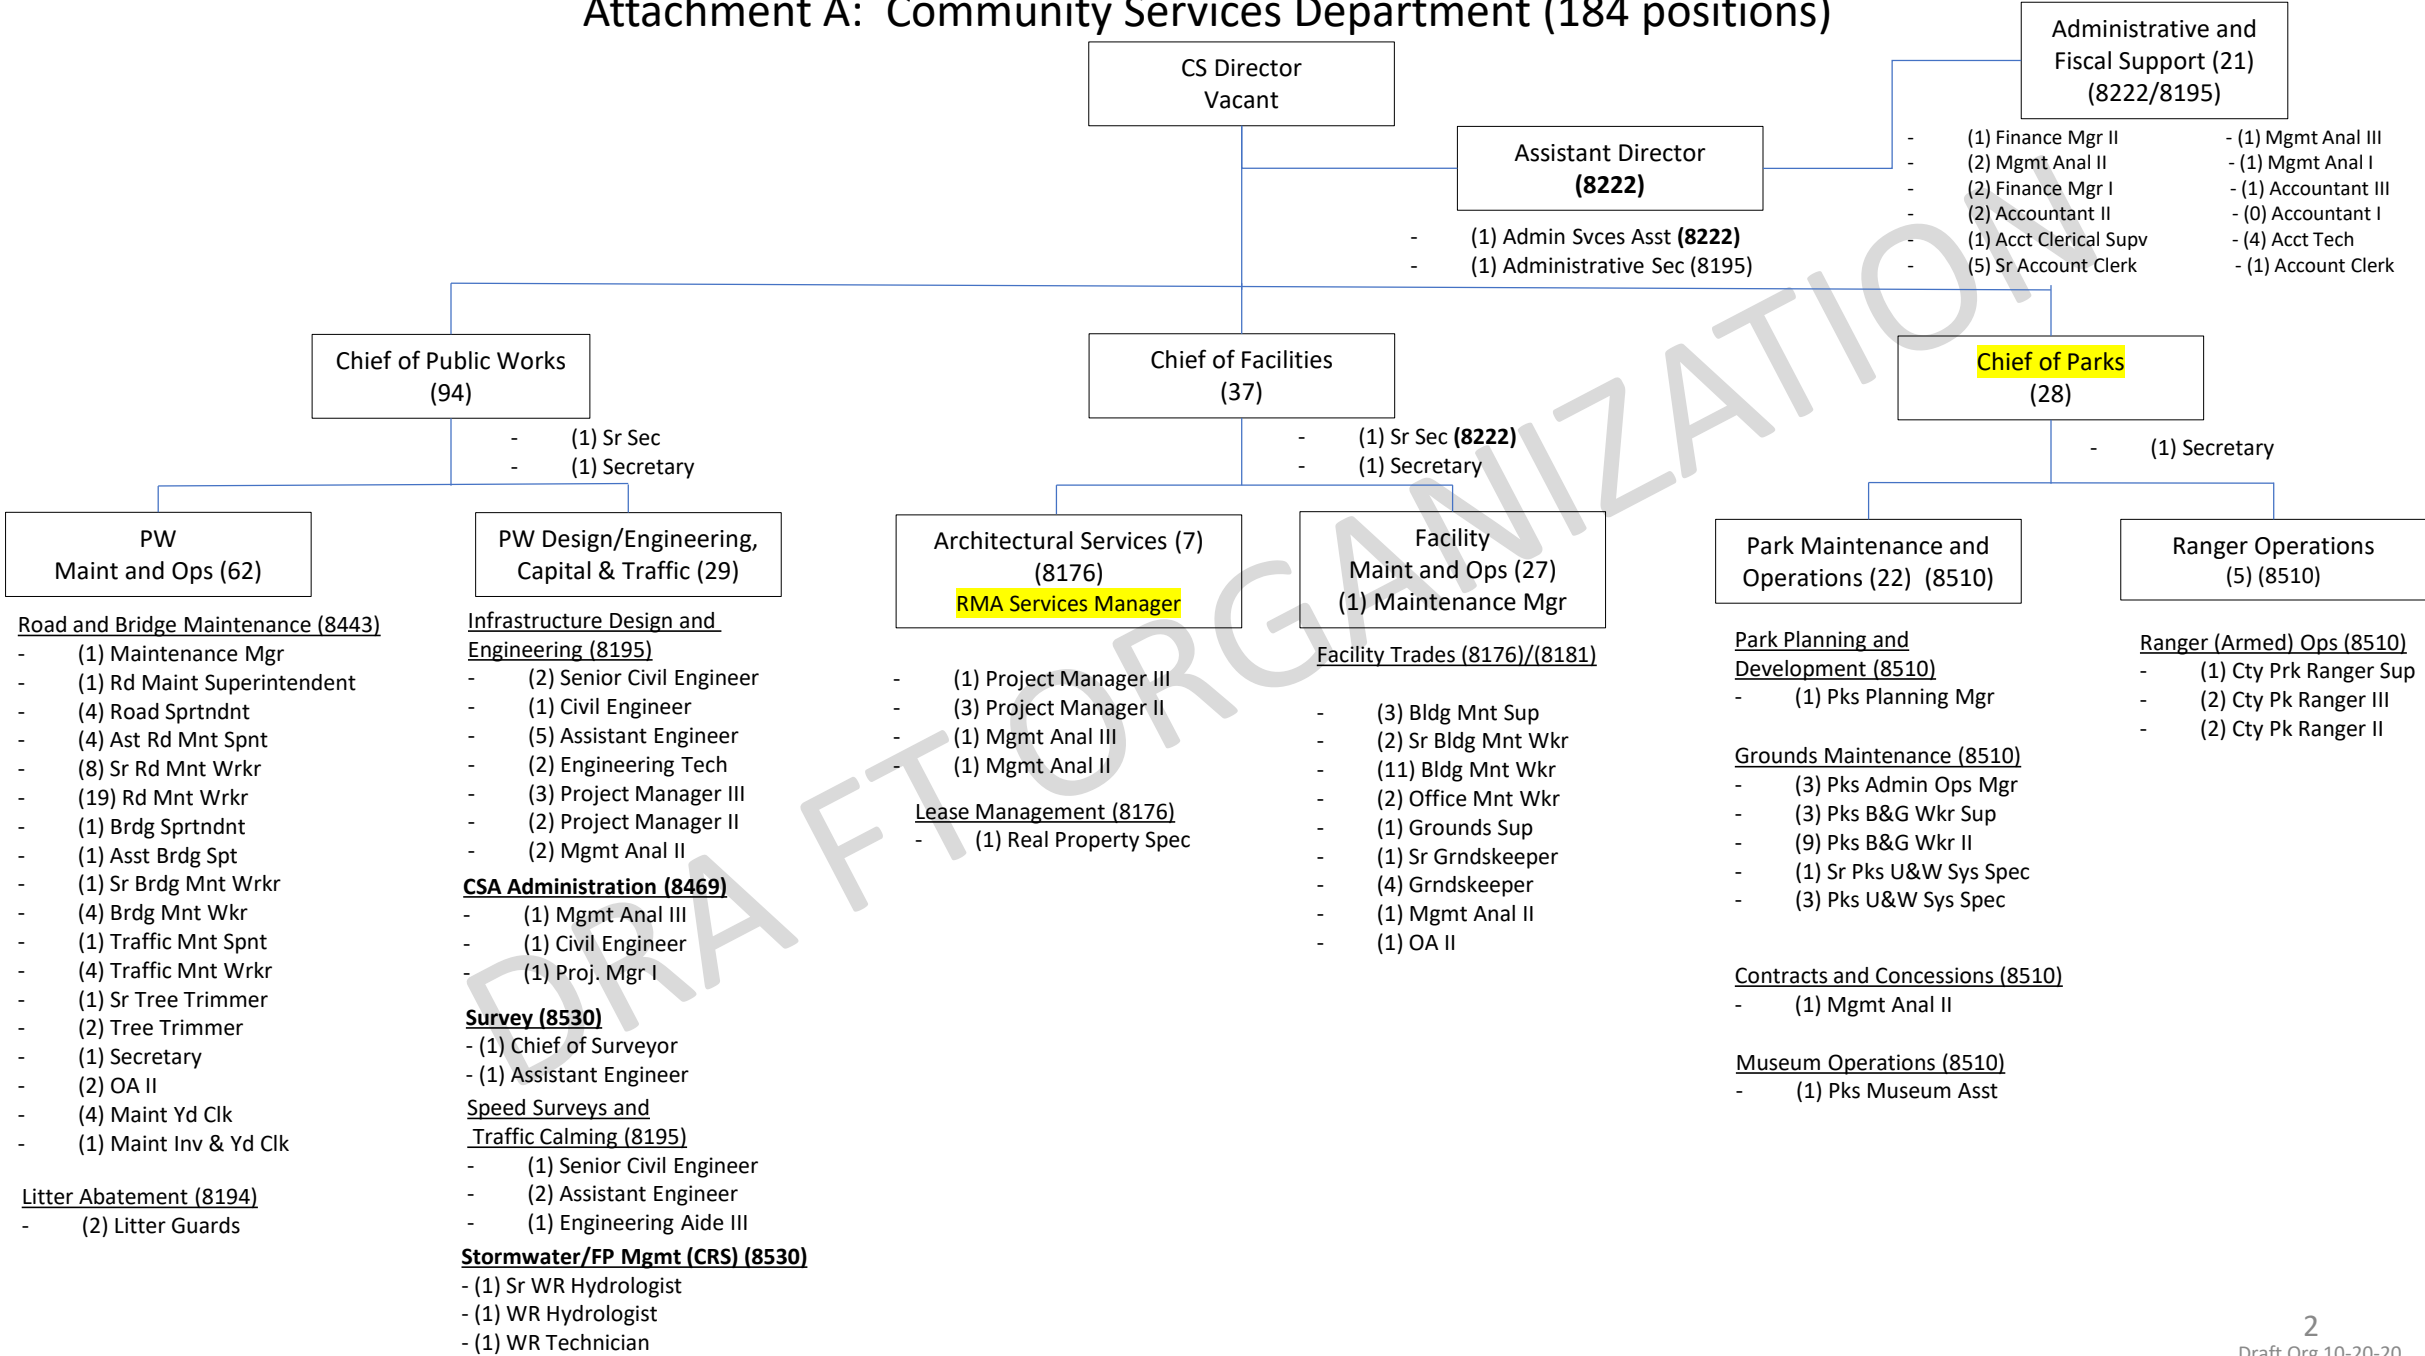 Attachment A: Community Services Department (184 positions)
CS Director
Vacant
Administrative and
Fiscal Support (21)
(8222/8195)
Assistant Director
(8222)
- (1) Finance Mgr II - (1) Mgmt Anal III
- (2) Mgmt Anal II - (1) Mgmt Anal I
- (2) Finance Mgr I - (1) Accountant III
- (2) Accountant II - (0) Accountant I
- (1) Acct Clerical Supv - (4) Acct Tech
- (5) Sr Account Clerk - (1) Account Clerk
- (1) Admin Svces Asst (8222)
- (1) Administrative Sec (8195)
Chief of Public Works
(94)
- (1) Sr Sec
- (1) Secretary
Chief of Facilities
(37)
- (1) Sr Sec (8222)
- (1) Secretary
Chief of Parks
(28)
- (1) Secretary
PW
Maint and Ops (62)
Road and Bridge Maintenance (8443)
- (1) Maintenance Mgr
- (1) Rd Maint Superintendent
- (4) Road Sprtndnt
- (4) Ast Rd Mnt Spnt
- (8) Sr Rd Mnt Wrkr
- (19) Rd Mnt Wrkr
- (1) Brdg Sprtndnt
- (1) Asst Brdg Spt
- (1) Sr Brdg Mnt Wrkr
- (4) Brdg Mnt Wkr
- (1) Traffic Mnt Spnt
- (4) Traffic Mnt Wrkr
- (1) Sr Tree Trimmer
- (2) Tree Trimmer
- (1) Secretary
- (2) OA II
- (4) Maint Yd Clk
- (1) Maint Inv & Yd Clk
Litter Abatement (8194)
- (2) Litter Guards
PW Design/Engineering,
Capital & Traffic (29)
Infrastructure Design and
Engineering (8195)
- (2) Senior Civil Engineer
- (1) Civil Engineer
- (5) Assistant Engineer
- (2) Engineering Tech
- (3) Project Manager III
- (2) Project Manager II
- (2) Mgmt Anal II
CSA Administration (8469)
- (1) Mgmt Anal III
- (1) Civil Engineer
- (1) Proj. Mgr I
Survey (8530)
- (1) Chief of Surveyor
- (1) Assistant Engineer
Speed Surveys and
Traffic Calming (8195)
- (1) Senior Civil Engineer
- (2) Assistant Engineer
- (1) Engineering Aide III
Stormwater/FP Mgmt (CRS) (8530)
- (1) Sr WR Hydrologist
- (1) WR Hydrologist
- (1) WR Technician
Architectural Services (7)
(8176)
RMA Services Manager
- (1) Project Manager III
- (3) Project Manager II
- (1) Mgmt Anal III
- (1) Mgmt Anal II
Lease Management (8176)
- (1) Real Property Spec
Facility
Maint and Ops (27)
(1) Maintenance Mgr
Facility Trades (8176)/(8181)
- (3) Bldg Mnt Sup
- (2) Sr Bldg Mnt Wkr
- (11) Bldg Mnt Wkr
- (2) Office Mnt Wkr
- (1) Grounds Sup
- (1) Sr Grndskeeper
- (4) Grndskeeper
- (1) Mgmt Anal II
- (1) OA II
Park Maintenance and
Operations (22) (8510)
Park Planning and
Development (8510)
- (1) Pks Planning Mgr
Grounds Maintenance (8510)
- (3) Pks Admin Ops Mgr
- (3) Pks B&G Wkr Sup
- (9) Pks B&G Wkr II
- (1) Sr Pks U&W Sys Spec
- (3) Pks U&W Sys Spec
Contracts and Concessions (8510)
- (1) Mgmt Anal II
Museum Operations (8510)
- (1) Pks Museum Asst
Ranger Operations
(5) (8510)
Ranger (Armed) Ops (8510)
- (1) Cty Prk Ranger Sup
- (2) Cty Pk Ranger III
- (2) Cty Pk Ranger II
DRAFT ORGANIZATION
2
Draft Org 10-20-20